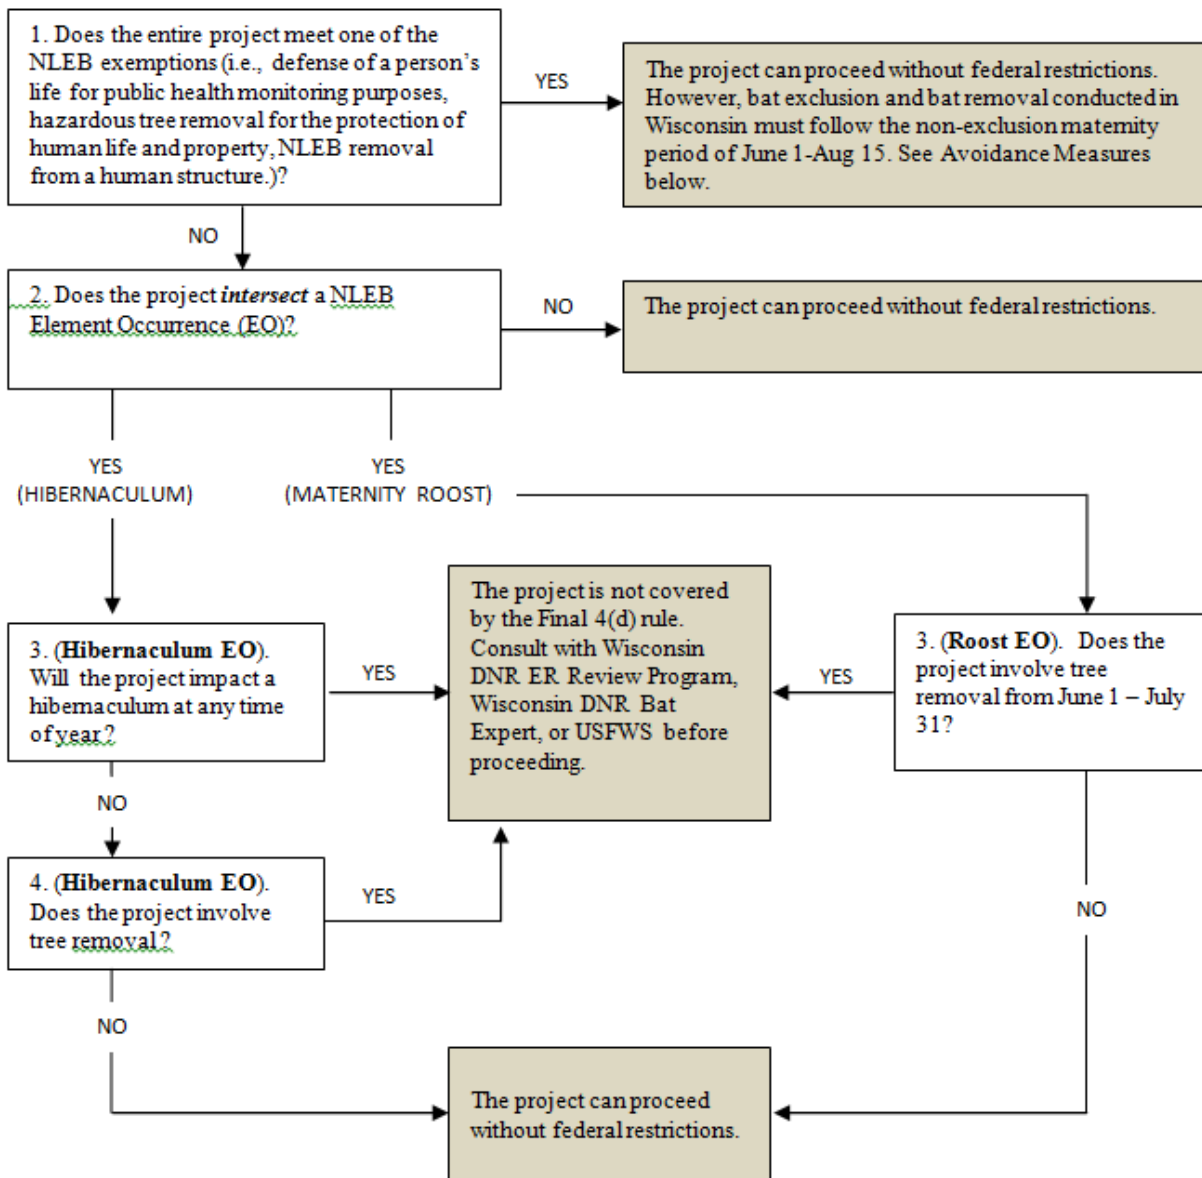 1. Does the entire project meet one of the
NLEB exemptions (i.e., defense of a person's
life for public health monitoring purposes,
hazardous tree removal for the protection of
human life and property, NLEB removal
from a human structure.)?
YES
The project can proceed without federal restrictions.
However, bat exclusion and bat removal conducted in
Wisconsin must follow the non-exclusion maternity
period of June 1-Aug 15. See Avoidance Measures
below.
NO
2. Does the project intersect a NLEB
Element Occurrence (EO)?
NO
The project can proceed without federal restrictions.
YES
(HIBERNACULUM)
YES
(MATERNITY ROOST)
3. (Hibernaculum EO).
Will the project impact a
hibernaculum at any time
of year?
YES
The project is not covered
by the Final 4(d) rule.
Consult with Wisconsin
DNR ER Review Program,
Wisconsin DNR Bat
Expert, or USFWS before
proceeding.
YES
3. (Roost EO). Does the
project involve tree
removal from June 1 – July
31?
NO
4. (Hibernaculum EO).
Does the project involve
tree removal?
YES
NO
NO
The project can proceed
without federal restrictions.